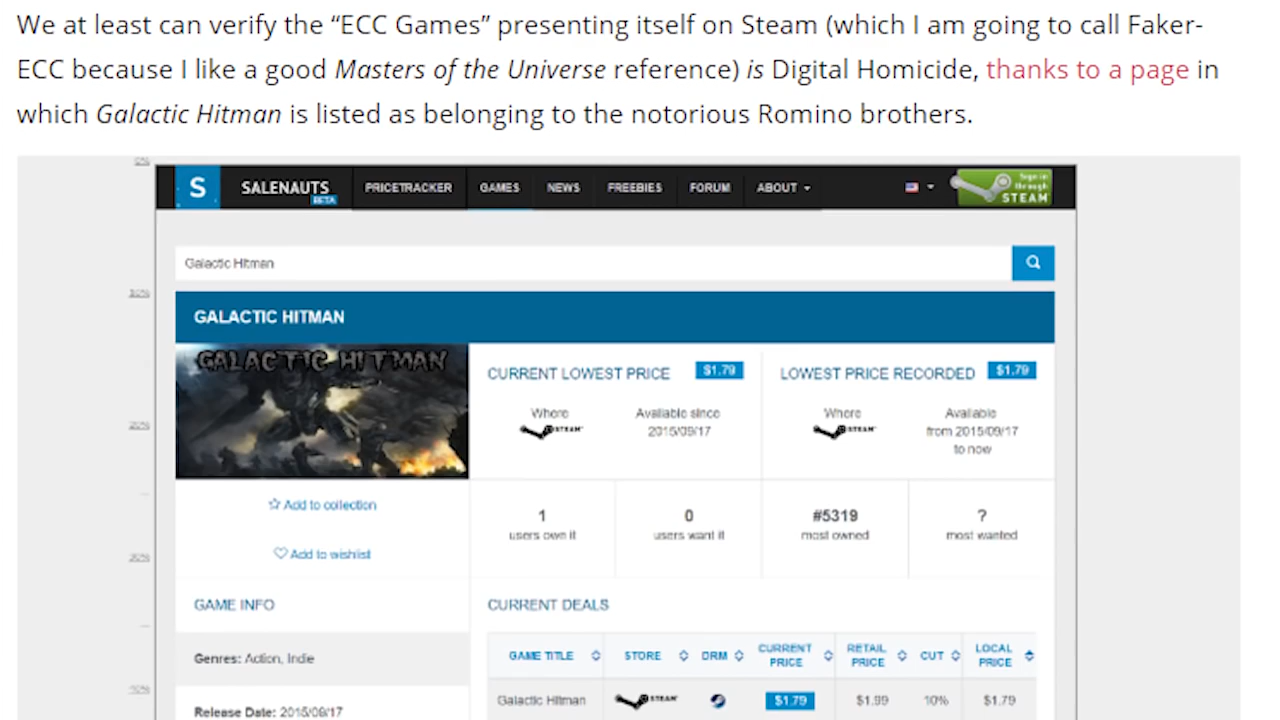 We at least can verify the “ECC Games” presenting itself on Steam (which I am going to call Faker-
ECC because I like a good Masters of the Universe reference) is Digital Homicide, thanks to a page in
which Galactic Hitman is listed as belonging to the notorious Romino brothers.
S SALENAUTS BETA PRICETRACKER GAMES NEWS FREEBIES FORUM ABOUT Sign in through STEAM
Galactic Hitman
GALACTIC HITMAN
GALACTIC HITMAN
CURRENT LOWEST PRICE $1.79 LOWEST PRICE RECORDED $1.79
Where Available since Where Available
STEAM 2015/09/17 STEAM from 2015/09/17
to now
Add to collection
1 0 #5319 ?
users own it users want it most owned most wanted
Add to wishlist
GAME INFO CURRENT DEALS
GAME TITLE STORE DRM CURRENT PRICE RETAIL PRICE CUT LOCAL PRICE
Genres: Action, Indie
Galactic Hitman STEAM $1.79 $1.99 10% $1.79
Release Date: 2015/09/17